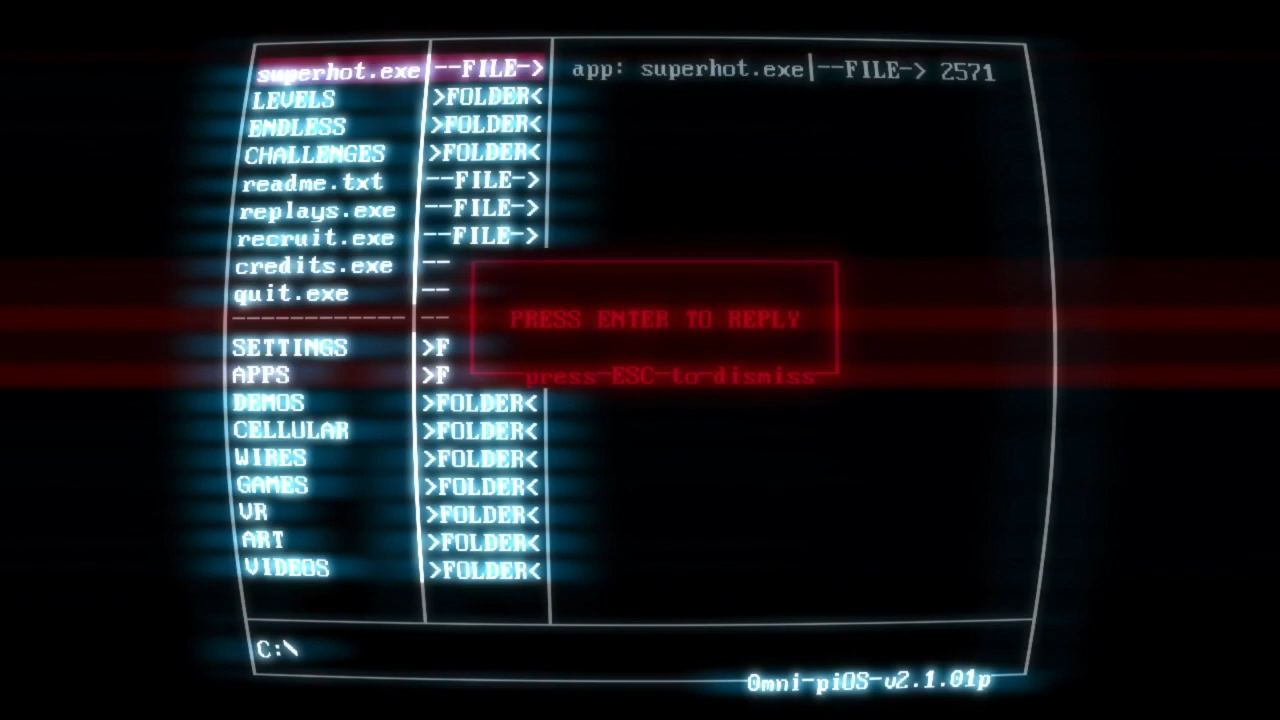 superhot.exe --FILE-> app: superhot.exe|--FILE-> 2571
LEVELS >FOLDER<
ENDLESS >FOLDER<
CHALLENGES >FOLDER<
readme.txt --FILE->
replays.exe --FILE->
recruit.exe --FILE->
credits.exe --
quit.exe --
PRESS ENTER TO REPLY
------------ --
SETTINGS >F
APPS >F
press ESC to dismiss
DEMOS >FOLDER<
CELLULAR >FOLDER<
WIRES >FOLDER<
GAMES >FOLDER<
VR >FOLDER<
ART >FOLDER<
VIDEOS >FOLDER<
C:\
0mni-piOS-v2.1.01p